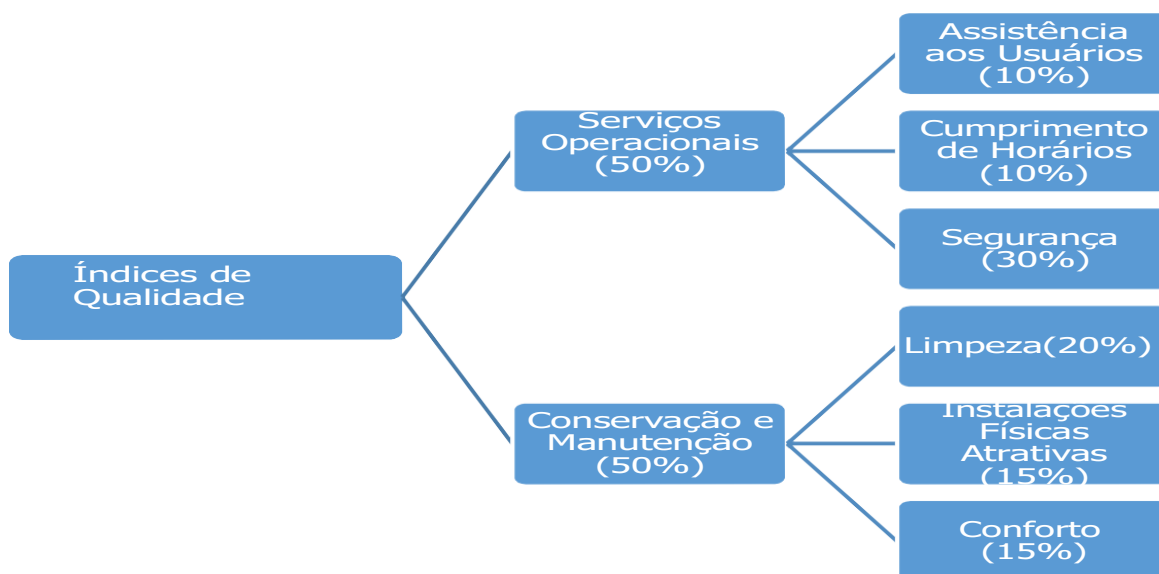 Índices de
Qualidade
Serviços
Operacionais
(50%)
Assistência
aos Usuários
(10%)
Cumprimento
de Horários
(10%)
Segurança
(30%)
Conservação e
Manutenção
(50%)
Limpeza(20%)
Instalações
Físicas
Atrativas
(15%)
Conforto
(15%)